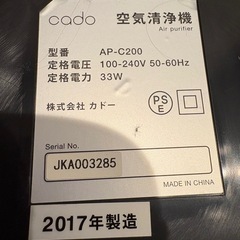 cado 空気清浄機
Air purifier
型番 AP-C200
定格電圧 100-240V 50-60Hz
定格電力 33W
株式会社 カドー
PSE
Serial No.
JKA003285
MADE IN CHINA
2017年製造